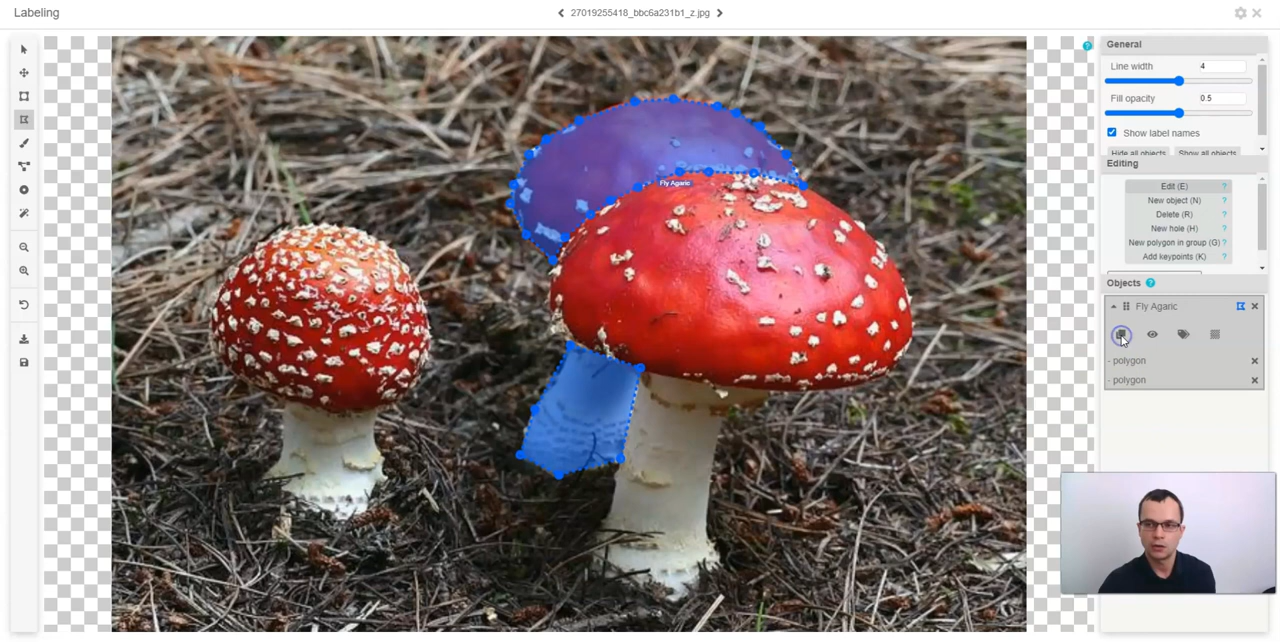 Labeling
27019255418_bbc6a231b1_z.jpg
General
Line width 4
Fill opacity 0.5
Show label names
Hide all objects Show all objects
Editing
Edit (E) ?
New object (N) ?
Delete (R) ?
New hole (H) ?
New polygon in group (G) ?
Add keypoints (K) ?
Objects ?
Fly Agaric
- polygon
- polygon
?
Fly Agaric